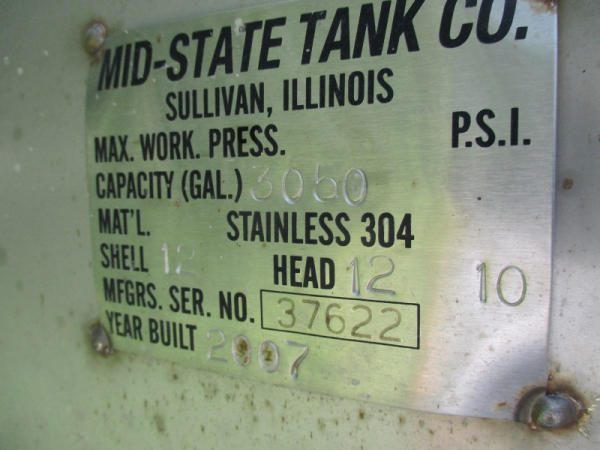 MID-STATE TANK CO.
SULLIVAN, ILLINOIS
MAX. WORK. PRESS. P.S.I.
CAPACITY (GAL.) 3050
MAT'L. STAINLESS 304
SHELL 12 HEAD 12 10
MFGRS. SER. NO. 37622
YEAR BUILT 2007